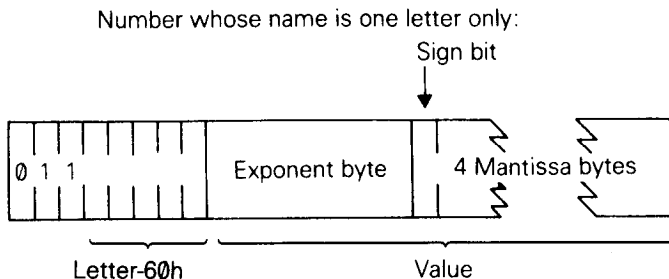 Number whose name is one letter only:
Sign bit
0 1 1
Exponent byte
4 Mantissa bytes
Letter-60h
Value